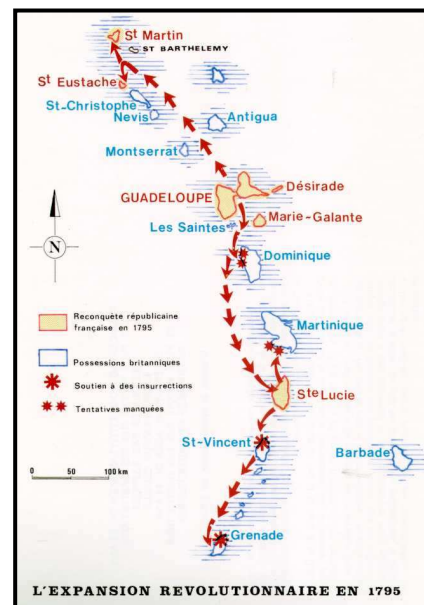 St Martin
ST BARTHELEMY
St Eustache
St-Christophe
Nevis
Antigua
Montserrat
GUADELOUPE
Désirade
Marie-Galante
Les Saintes
Dominique
N
Martinique
Reconquête républicaine
française en 1795
Possessions britanniques
Soutien à des insurrections
Tentatives manquées
Ste Lucie
St-Vincent
Barbade
0 50 100 km
Grenade
L'EXPANSION REVOLUTIONNAIRE EN 1795